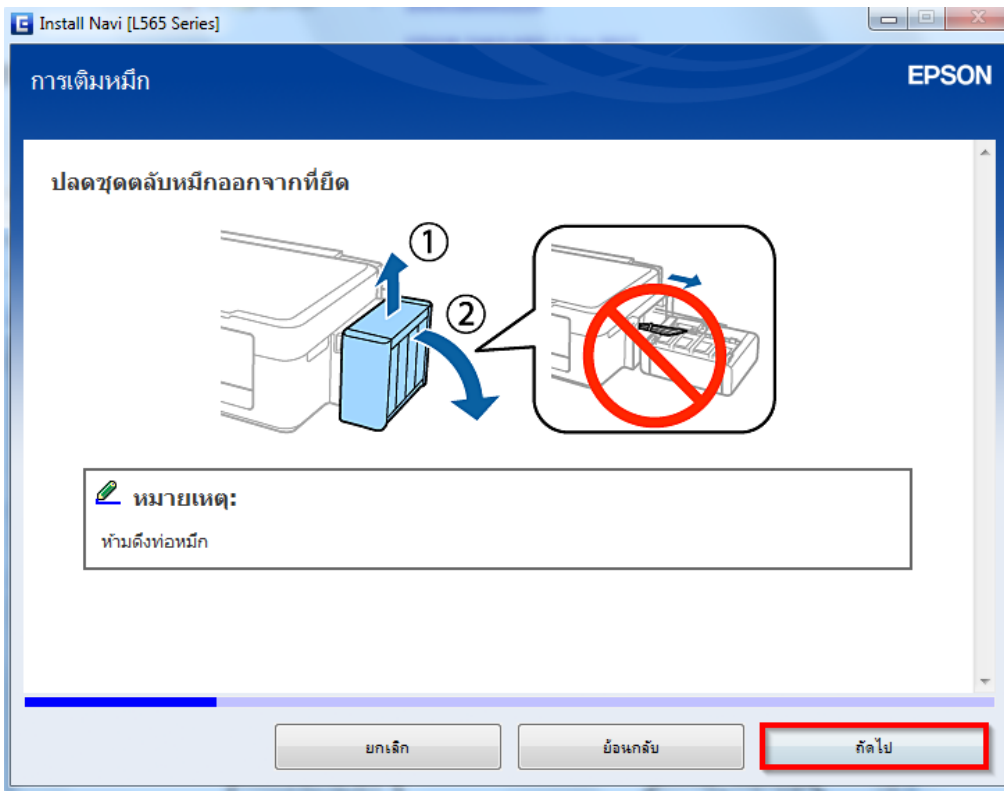 Install Navi [L565 Series]
การเติมหมึก
EPSON
ปลดชุดตลับหมึกออกจากที่ยึด
①
②
หมายเหตุ:
ห้ามดึงท่อหมึก
ยกเลิก
ย้อนกลับ
ถัดไป